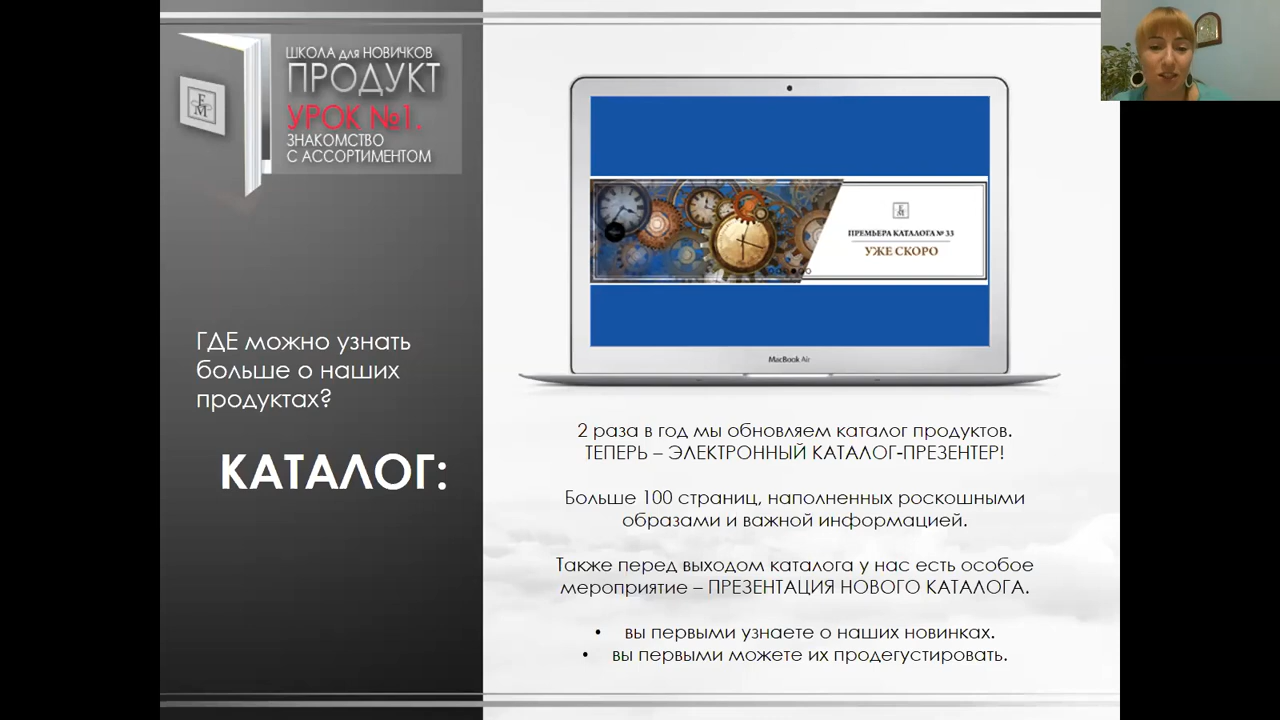 ШКОЛА для НОВИЧКОВ
ПРОДУКТ
УРОК №1.
ЗНАКОМСТВО
С АССОРТИМЕНТОМ
FM
ГДЕ можно узнать
больше о наших
продуктах?
КАТАЛОГ:
FM
ПРЕМЬЕРА КАТАЛОГА № 33
УЖЕ СКОРО
MacBook Air
2 раза в год мы обновляем каталог продуктов.
ТЕПЕРЬ – ЭЛЕКТРОННЫЙ КАТАЛОГ-ПРЕЗЕНТЕР!
Больше 100 страниц, наполненных роскошными
образами и важной информацией.
Также перед выходом каталога у нас есть особое
мероприятие – ПРЕЗЕНТАЦИЯ НОВОГО КАТАЛОГА.
• вы первыми узнаете о наших новинках.
• вы первыми можете их продегустировать.